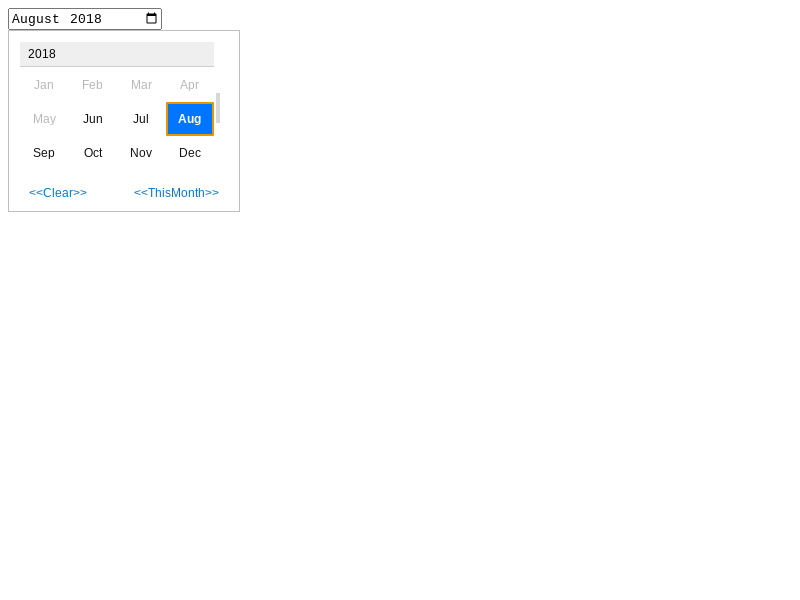 August 2018
2018
Jan Feb Mar Apr
May Jun Jul Aug
Sep Oct Nov Dec
<<Clear>> <<ThisMonth>>